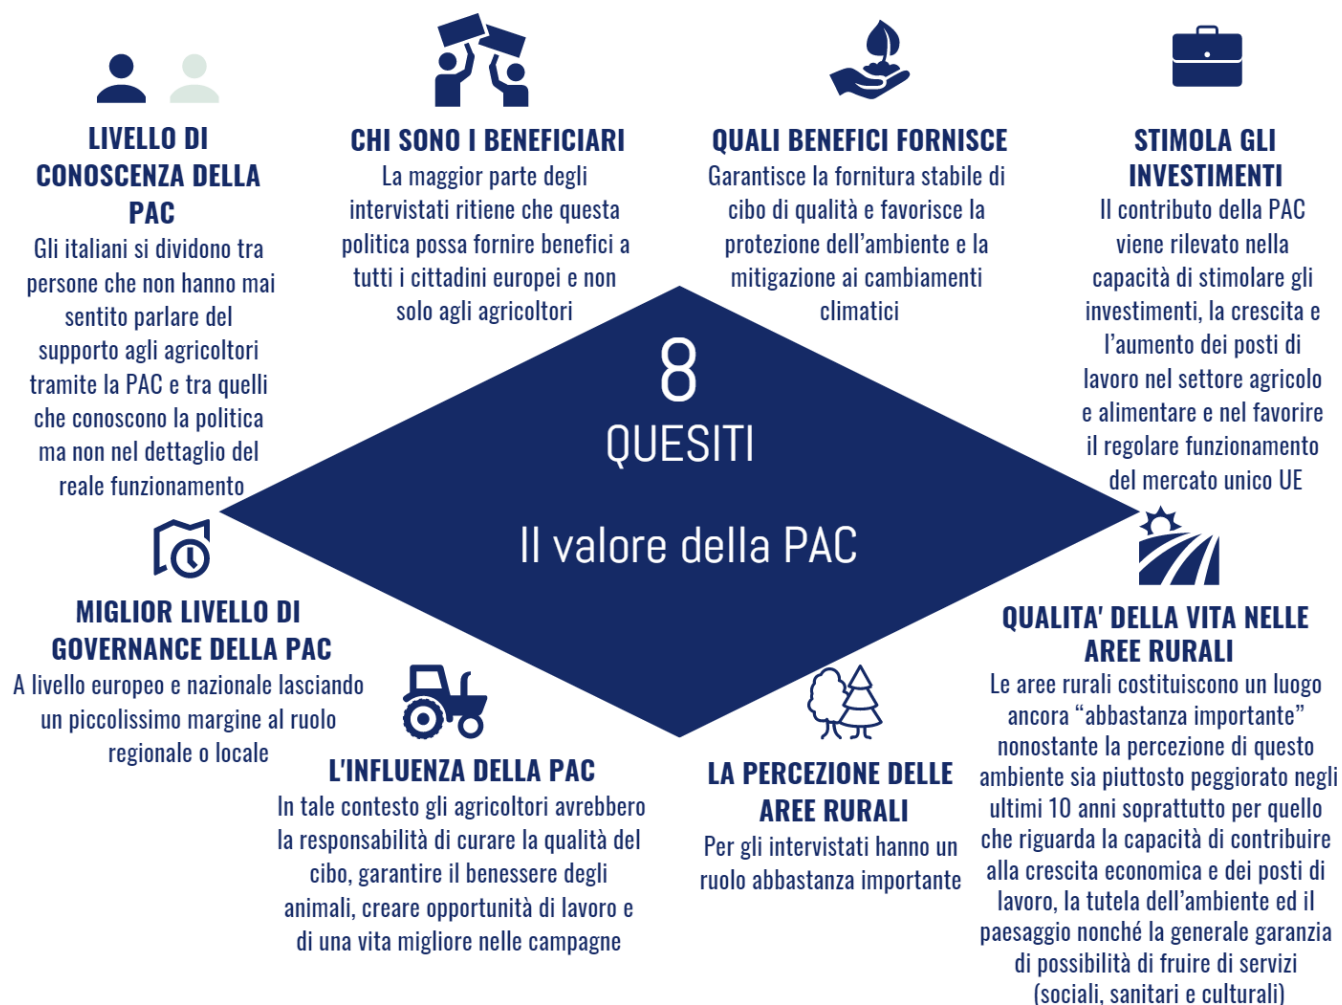 LIVELLO DI
CONOSCENZA DELLA
PAC
Gli italiani si dividono tra
persone che non hanno mai
sentito parlare del
supporto agli agricoltori
tramite la PAC e tra quelli
che conoscono la politica
ma non nel dettaglio del
reale funzionamento
CHI SONO I BENEFICIARI
La maggior parte degli
intervistati ritiene che questa
politica possa fornire benefici a
tutti i cittadini europei e non
solo agli agricoltori
QUALI BENEFICI FORNISCE
Garantisce la fornitura stabile di
cibo di qualità e favorisce la
protezione dell'ambiente e la
mitigazione ai cambiamenti
climatici
STIMOLA GLI
INVESTIMENTI
Il contributo della PAC
viene rilevato nella
capacità di stimolare gli
investimenti, la crescita e
l'aumento dei posti di
lavoro nel settore agricolo
e alimentare e nel favorire
il regolare funzionamento
del mercato unico UE
8
QUESITI
Il valore della PAC
MIGLIOR LIVELLO DI
GOVERNANCE DELLA PAC
A livello europeo e nazionale lasciando
un piccolissimo margine al ruolo
regionale o locale
L'INFLUENZA DELLA PAC
In tale contesto gli agricoltori avrebbero
la responsabilità di curare la qualità del
cibo, garantire il benessere degli
animali, creare opportunità di lavoro e
di una vita migliore nelle campagne
LA PERCEZIONE DELLE
AREE RURALI
Per gli intervistati hanno un
ruolo abbastanza importante
QUALITA' DELLA VITA NELLE
AREE RURALI
Le aree rurali costituiscono un luogo
ancora "abbastanza importante"
nonostante la percezione di questo
ambiente sia piuttosto peggiorato negli
ultimi 10 anni soprattutto per quello
che riguarda la capacità di contribuire
alla crescita economica e dei posti di
lavoro, la tutela dell'ambiente ed il
paesaggio nonché la generale garanzia
di possibilità di fruire di servizi
(sociali, sanitari e culturali)